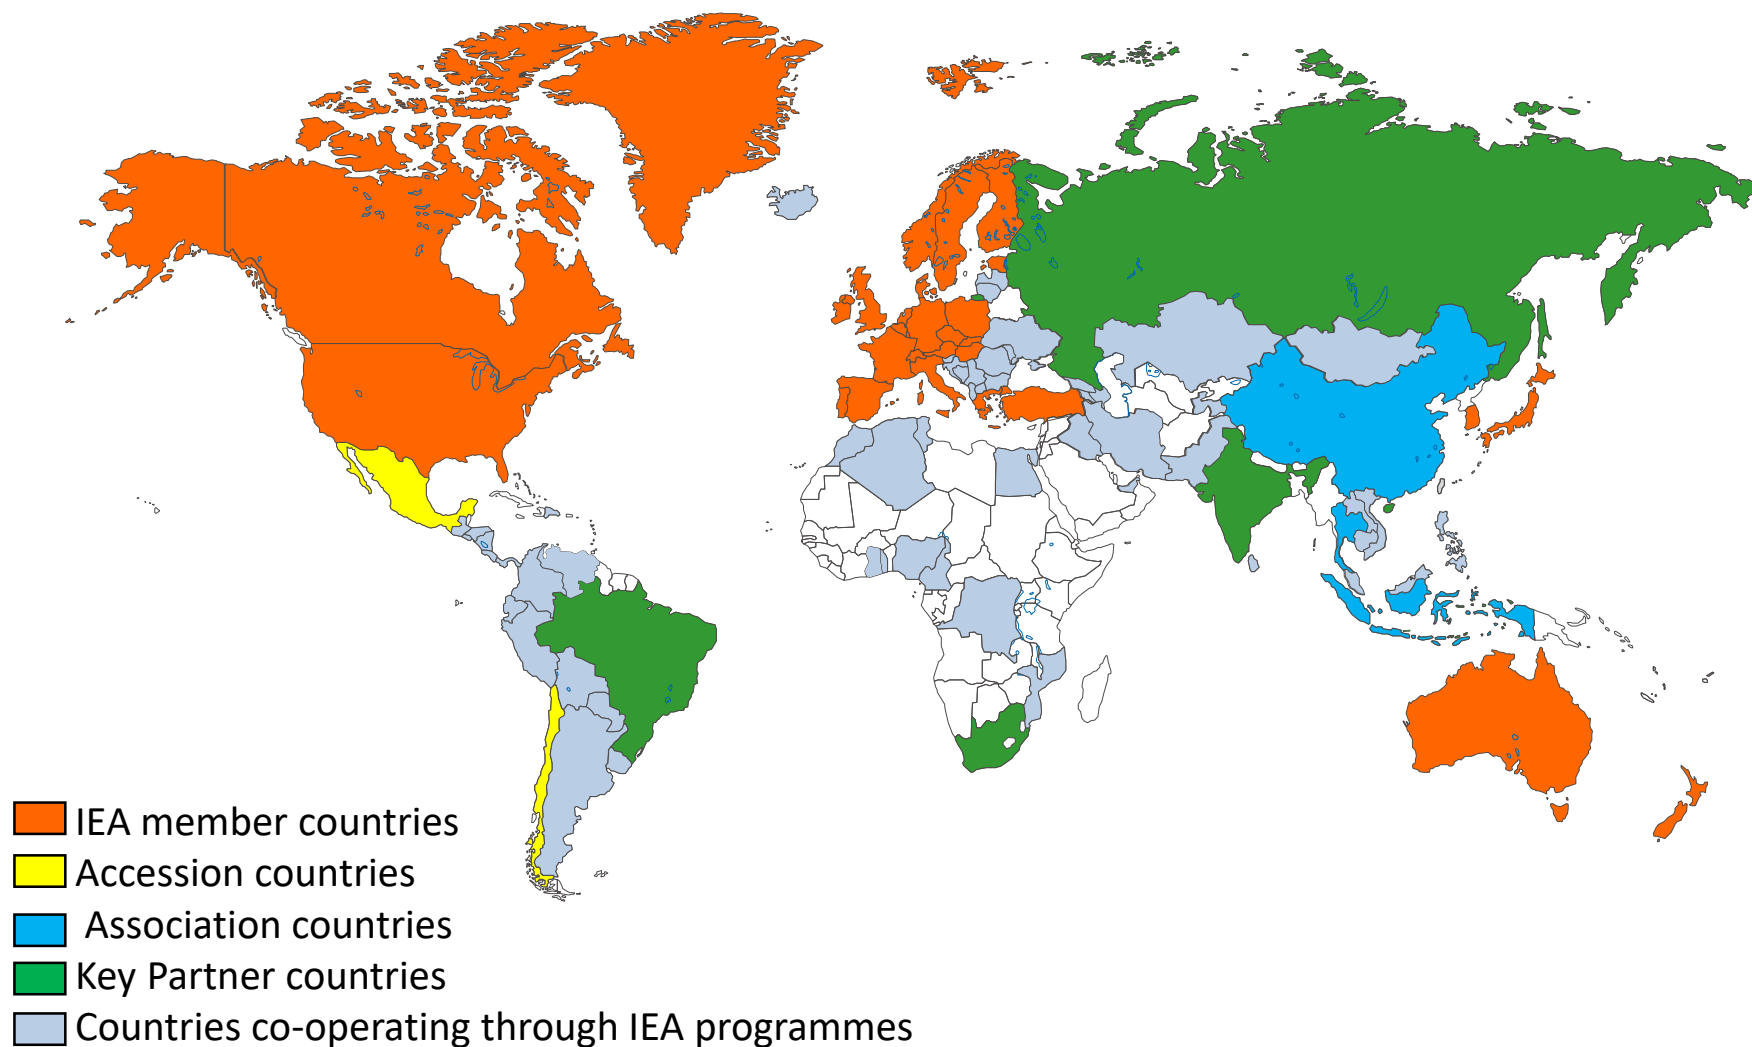 IEA member countries
Accession countries
Association countries
Key Partner countries
Countries co-operating through IEA programmes